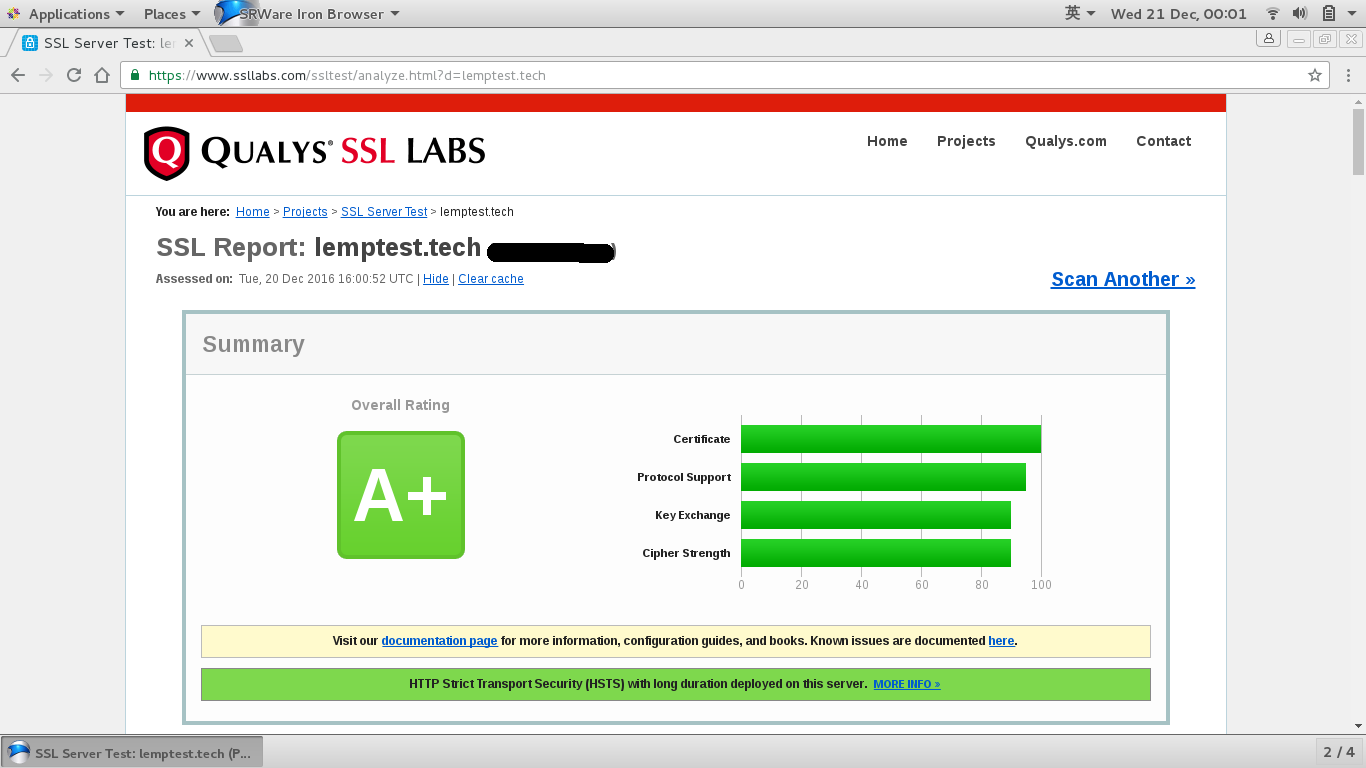 Applications Places SRWare Iron Browser 英 Wed 21 Dec, 00:01
SSL Server Test: le
https://www.ssllabs.com/ssltest/analyze.html?d=lemptest.tech
QUALYS® SSL LABS
Home Projects Qualys.com Contact
You are here: Home > Projects > SSL Server Test > lemptest.tech
SSL Report: lemptest.tech )
Assessed on: Tue, 20 Dec 2016 16:00:52 UTC | Hide | Clear cache
Scan Another »
Summary
Overall Rating
A+
Certificate
Protocol Support
Key Exchange
Cipher Strength
0 20 40 60 80 100
Visit our documentation page for more information, configuration guides, and books. Known issues are documented here.
HTTP Strict Transport Security (HSTS) with long duration deployed on this server. MORE INFO »
SSL Server Test: lemptest.tech (P... 2 / 4